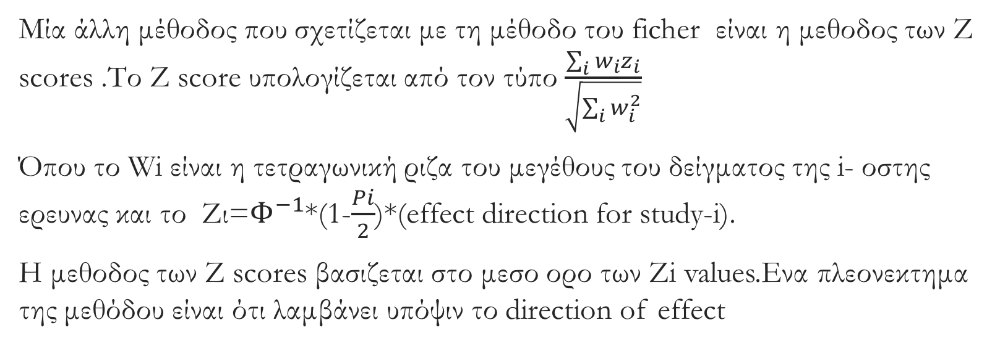 Μία άλλη μέθοδος που σχετίζεται με τη μέθοδο του ficher είναι η μεθοδος των Z
scores .Το Z score υπολογίζεται από τον τύπο $\frac{\sum_i w_i z_i}{\sqrt{\sum_i w_i^2}}$
Όπου το Wi είναι η τετραγωνική ριζα του μεγέθους του δείγματος της i- οστης
ερευνας και το Zι=$\Phi^{-1}$*(1-$\frac{Pi}{2}$)*(effect direction for study-i).
Η μεθοδος των Z scores βασιζεται στο μεσο ορο των Zi values.Ενα πλεονεκτημα
της μεθόδου είναι ότι λαμβάνει υπόψιν το direction of effect